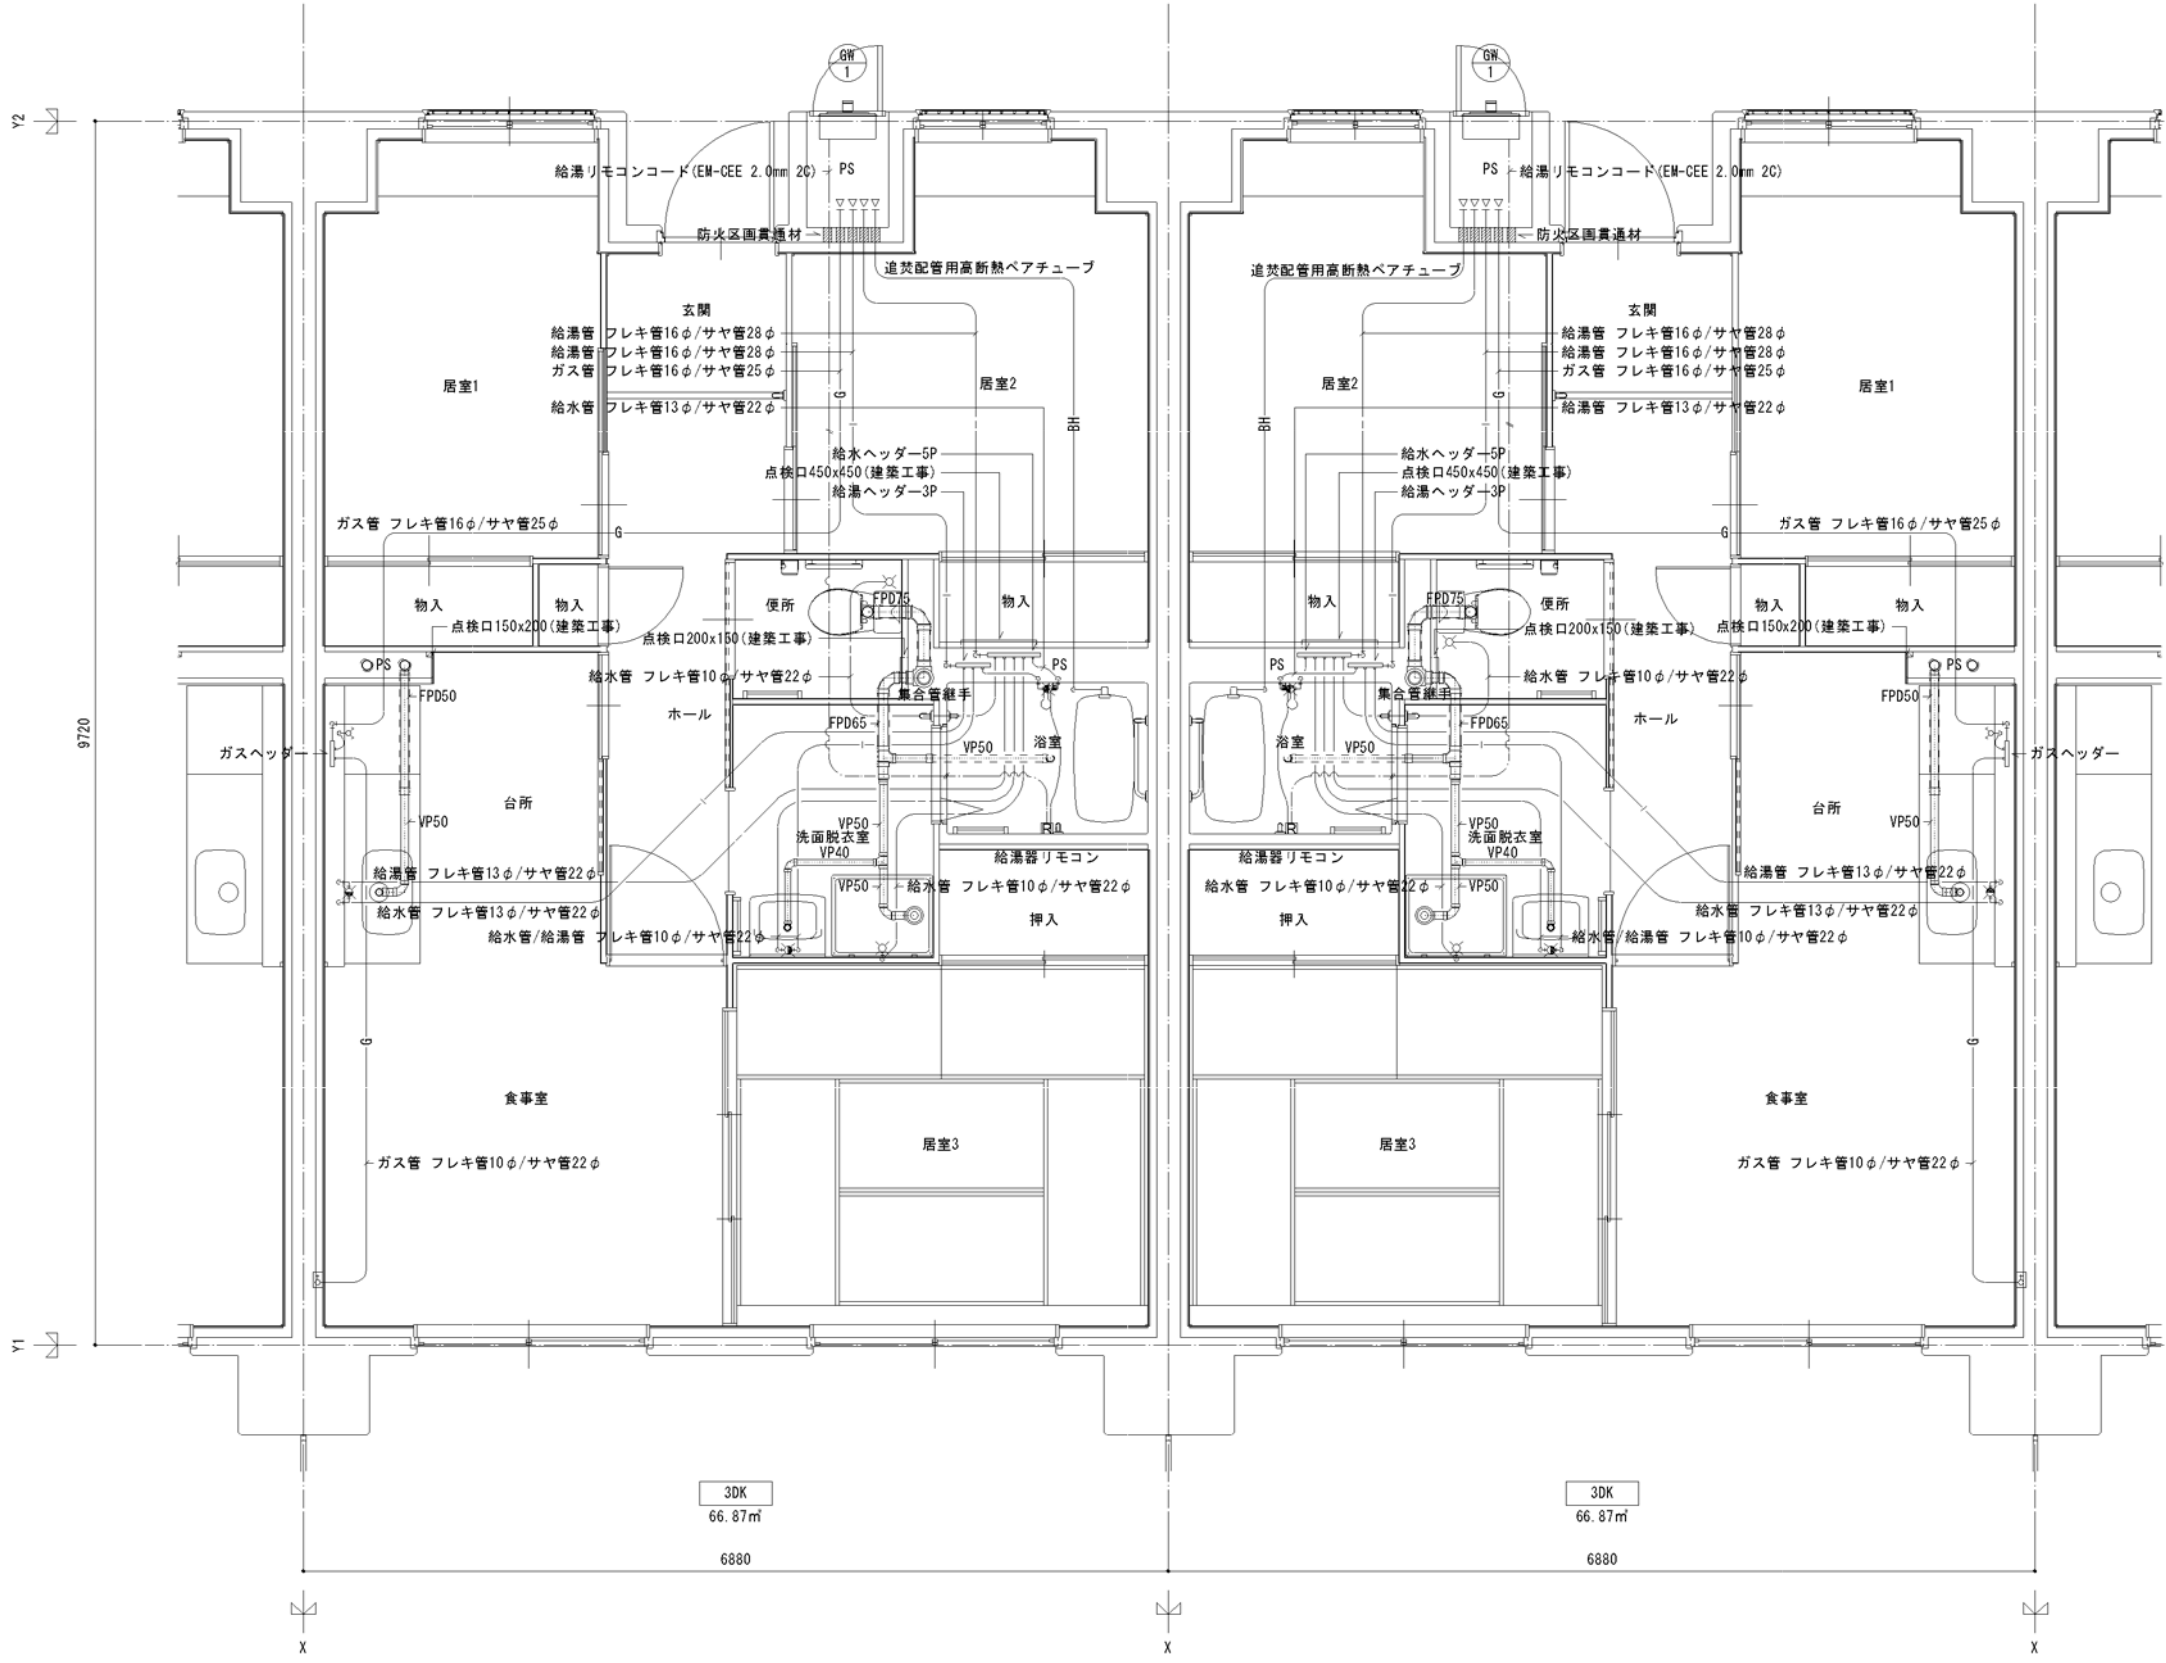 GW
1
GW
1
Y2
給湯リモコンコード(EM-CEE 2.0mm 2C)
PS
PS
給湯リモコンコード(EM-CEE 2.0mm 2C)
防火区画貫通材
防火区画貫通材
追焚配管用高断熱ペアチューブ
追焚配管用高断熱ペアチューブ
玄関
玄関
給湯管 フレキ管16φ/サヤ管28φ
給湯管 フレキ管16φ/サヤ管28φ
給湯管 フレキ管16φ/サヤ管28φ
給湯管 フレキ管16φ/サヤ管28φ
ガス管 フレキ管16φ/サヤ管25φ
ガス管 フレキ管16φ/サヤ管25φ
居室1
居室2
居室2
居室1
G
G
給水管 フレキ管13φ/サヤ管22φ
給湯管 フレキ管13φ/サヤ管22φ
BH
BH
給水ヘッダー5P
給水ヘッダー5P
点検口450x450(建築工事)
点検口450x450(建築工事)
給湯ヘッダー3P
給湯ヘッダー3P
ガス管 フレキ管16φ/サヤ管25φ
ガス管 フレキ管16φ/サヤ管25φ
G
G
物入
物入
便所
FPD75
物入
物入
FPD75
便所
物入
物入
点検口150x200(建築工事)
点検口200x150(建築工事)
点検口200x150(建築工事)
点検口150x200(建築工事)
PS
PS
PS
PS
給水管 フレキ管10φ/サヤ管22φ
給水管 フレキ管10φ/サヤ管22φ
FPD50
集合管継手
集合管継手
FPD50
ホール
FPD65
FPD65
ホール
9720
ガスヘッダー
VP50
浴室
浴室
VP50
ガスヘッダー
台所
台所
VP50
VP50
VP50
VP50
R
R
洗面脱衣室
洗面脱衣室
VP40
VP40
給湯器リモコン
給湯器リモコン
給湯管 フレキ管13φ/サヤ管22φ
給湯管 フレキ管13φ/サヤ管22φ
VP50
給水管 フレキ管10φ/サヤ管22φ
給水管 フレキ管10φ/サヤ管22φ
VP50
給水管 フレキ管13φ/サヤ管22φ
給水管 フレキ管13φ/サヤ管22φ
押入
押入
給水管/給湯管 フレキ管10φ/サヤ管22φ
給水管/給湯管 フレキ管10φ/サヤ管22φ
G
G
食事室
食事室
居室3
居室3
ガス管 フレキ管10φ/サヤ管22φ
ガス管 フレキ管10φ/サヤ管22φ
Y1
3DK
3DK
66.87㎡
66.87㎡
6880
6880
X
X
X